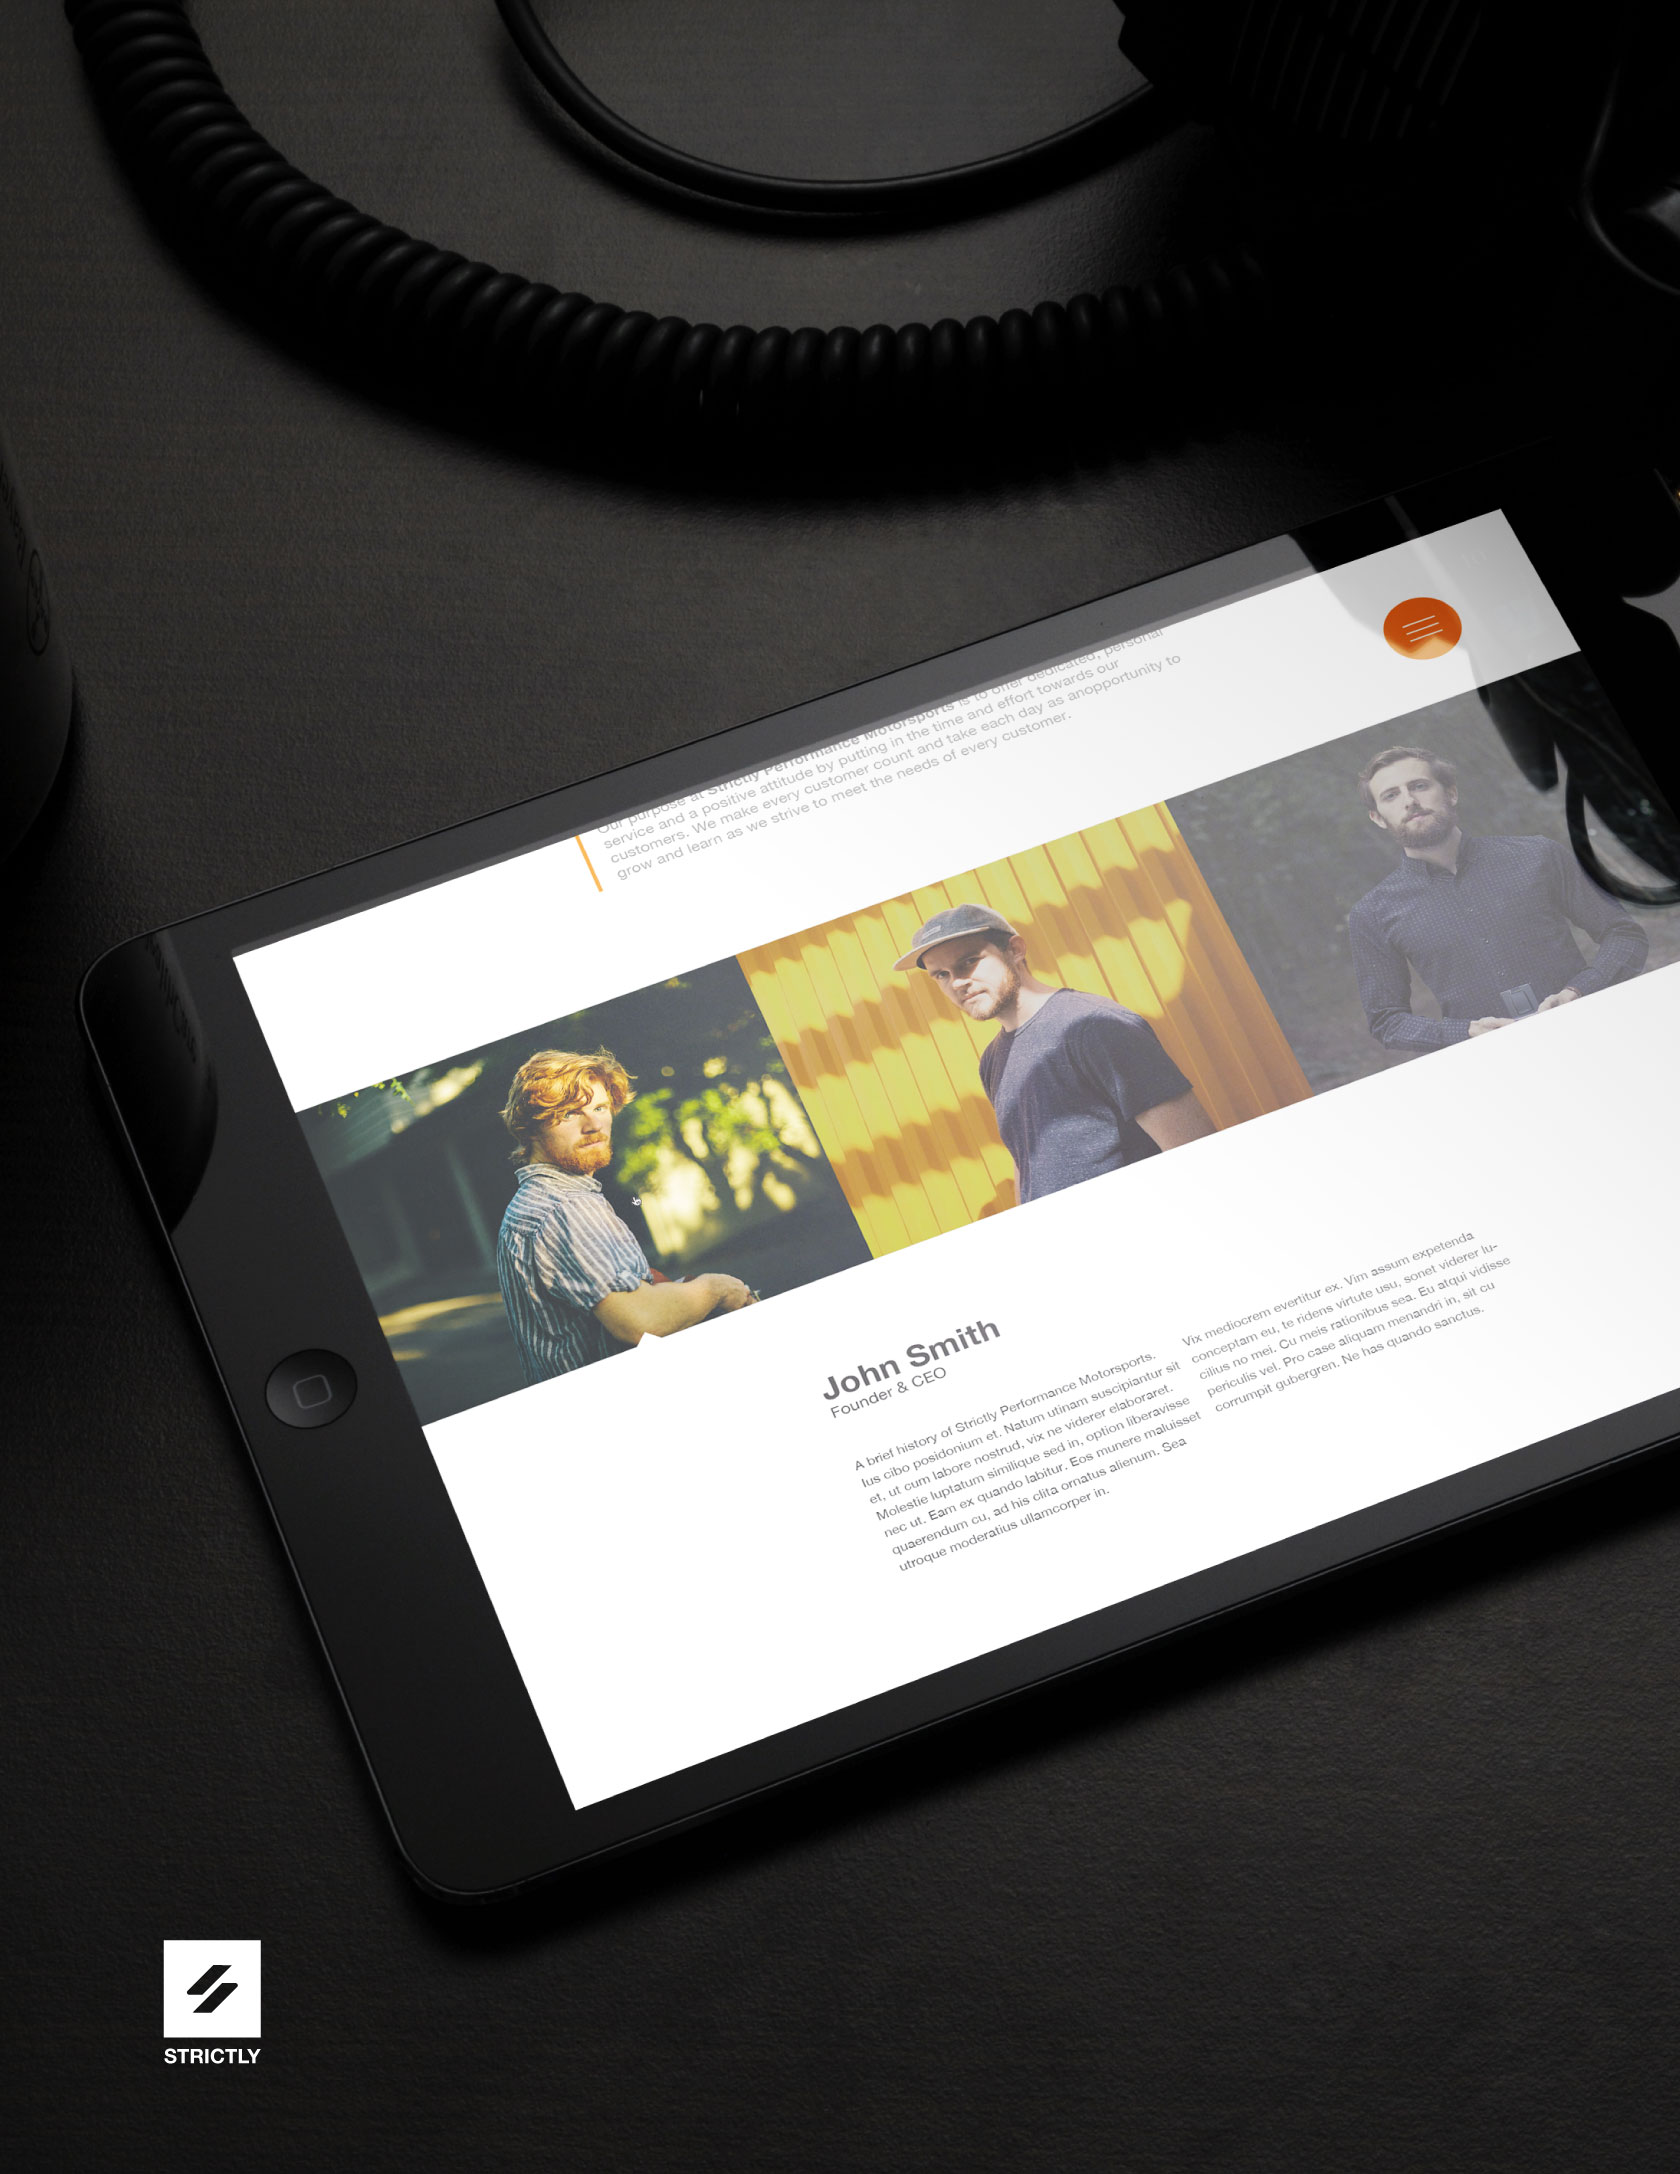 Our purpose at Strictly Performance Motorsports is to offer dedicated, personal
service and a positive attitude by putting in the time and effort towards our
customers. We make every customer count and take each day as anopportunity to
grow and learn as we strive to meet the needs of every customer.
John Smith
Founder & CEO
A brief history of Strictly Performance Motorsports.
Ius cibo posidonium et. Natum utinam suscipiantur sit
et, ut cum labore nostrud, vix ne viderer elaboraret.
Molestie luptatum similique sed in, option liberavisse
nec ut. Eam ex quando labitur. Eos munere maluisset
quaerendum cu, ad his clita ornatus alienum. Sea
utroque moderatius ullamcorper in.
Vix mediocrem evertitur ex. Vim assum expetenda
conceptam eu, te ridens virtute usu, sonet viderer lu-
cilius no mei. Cu meis rationibus sea. Eu atqui vidisse
periculis vel. Pro case aliquam menandri in, sit cu
corrumpit gubergren. Ne has quando sanctus.
STRICTLY